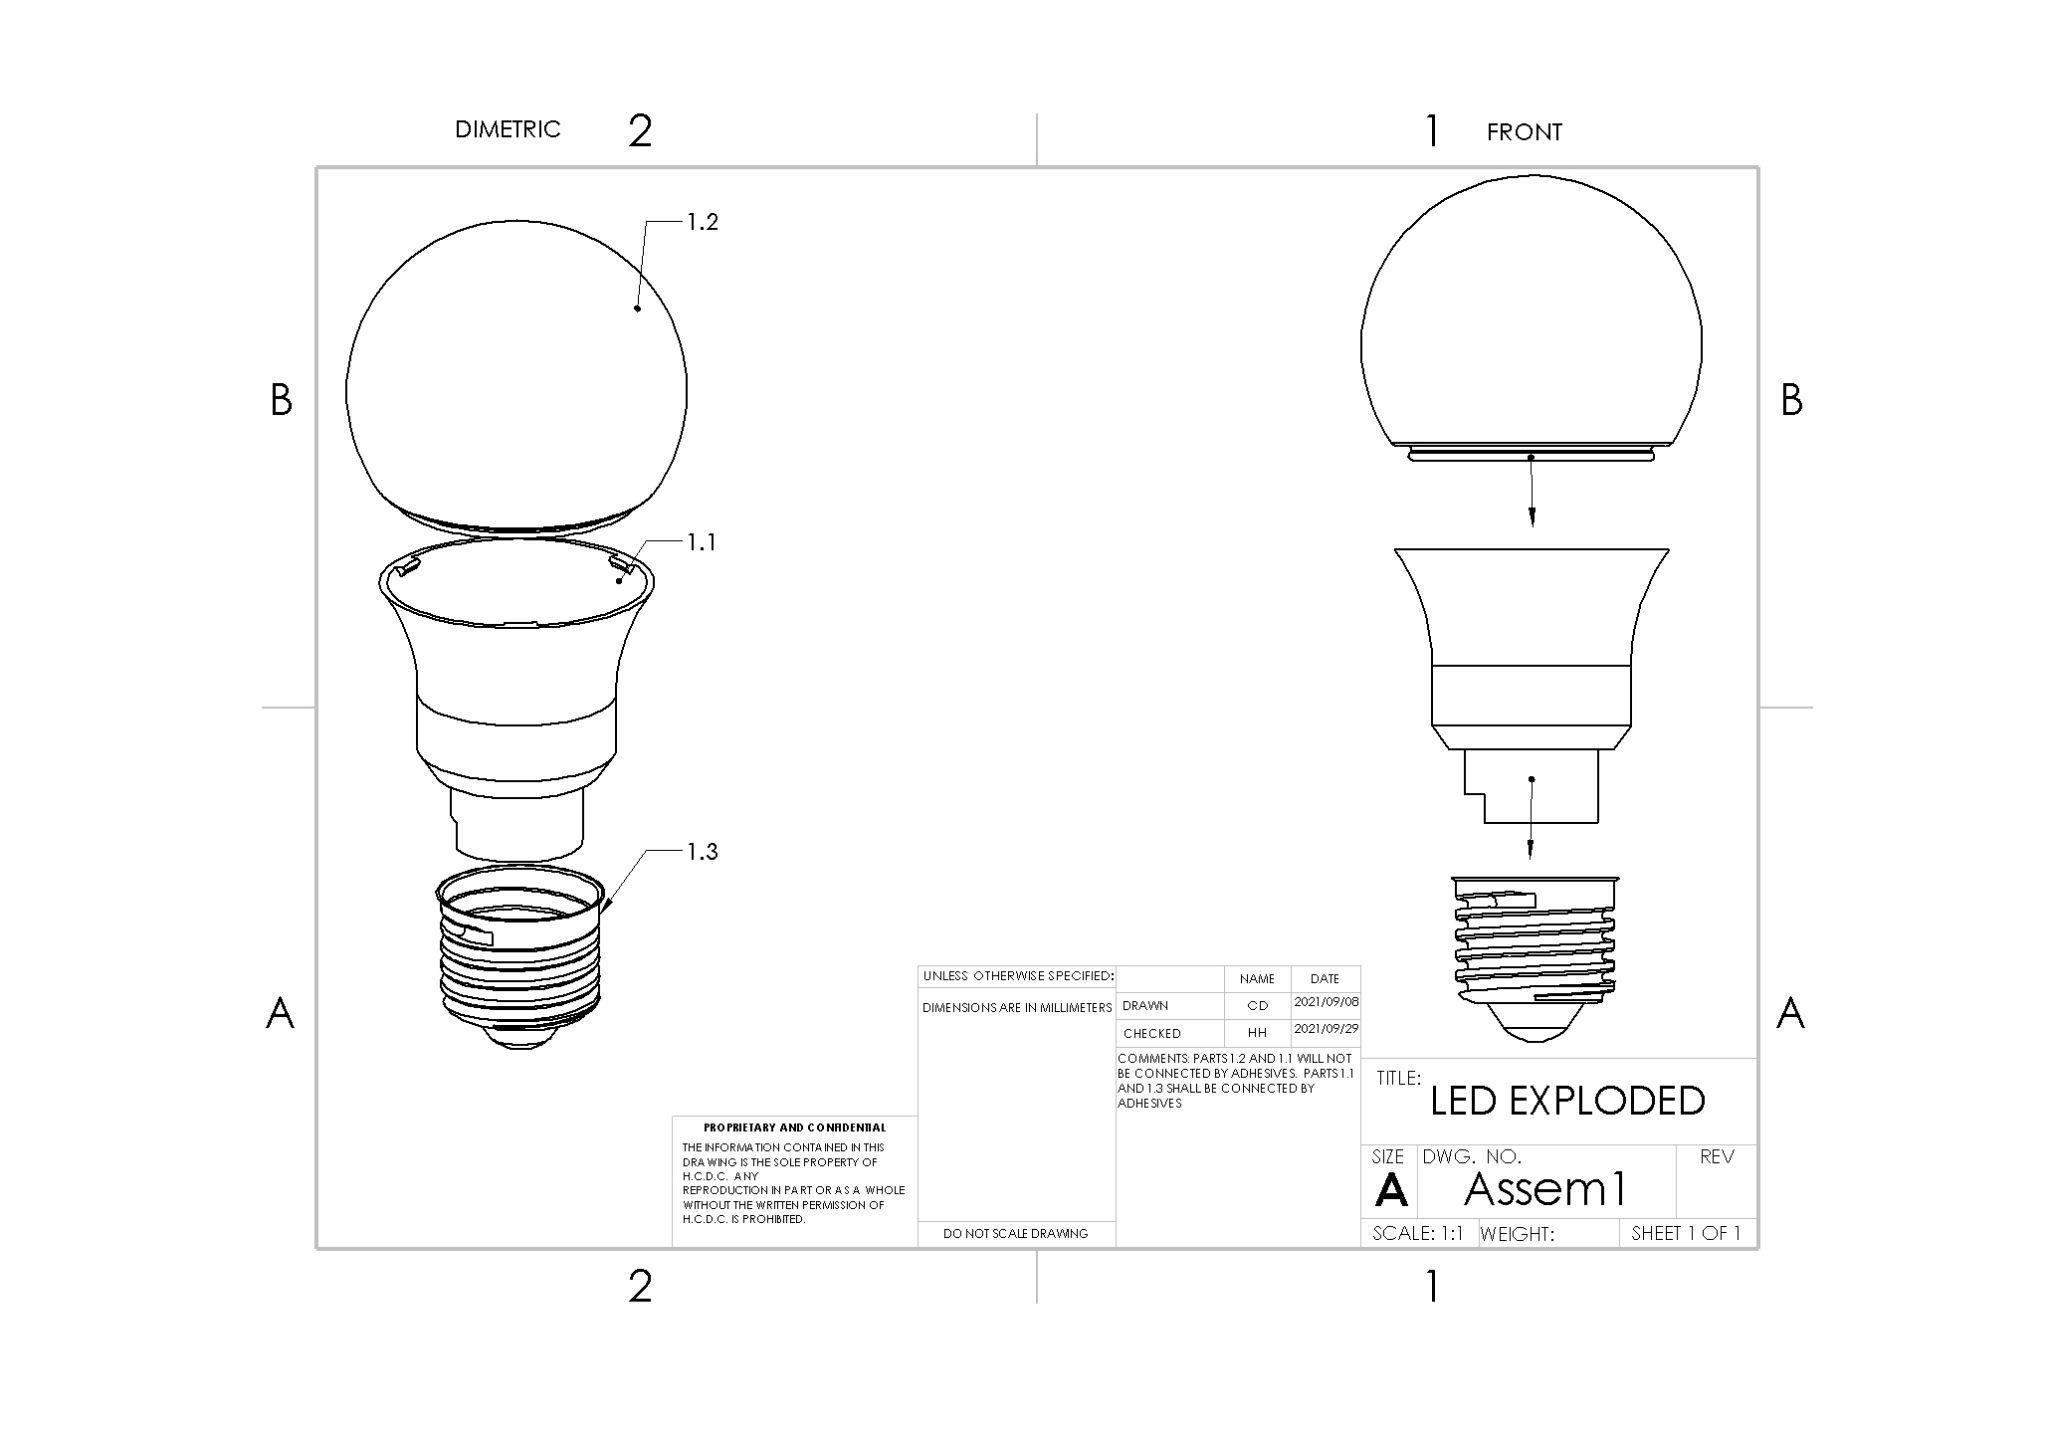 DIMETRIC 2 1 FRONT
1.2
B B
1.1
1.3
A A
UNLESS OTHERWISE SPECIFIED:
DIMENSIONS ARE IN MILLIMETERS
DO NOT SCALE DRAWING
NAME DATE
DRAWN CD 2021/09/08
CHECKED HH 2021/09/29
COMMENTS: PARTS 1.2 AND 1.1 WILL NOT
BE CONNECTED BY ADHESIVES. PARTS 1.1
AND 1.3 SHALL BE CONNECTED BY
ADHESIVES
PROPRIETARY AND CONFIDENTIAL
THE INFORMATION CONTAINED IN THIS
DRAWING IS THE SOLE PROPERTY OF
H.C.D.C. ANY
REPRODUCTION IN PART OR AS A WHOLE
WITHOUT THE WRITTEN PERMISSION OF
H.C.D.C. IS PROHIBITED.
TITLE:
LED EXPLODED
SIZE DWG. NO. REV
A Assem1
SCALE: 1:1 WEIGHT: SHEET 1 OF 1
2 1